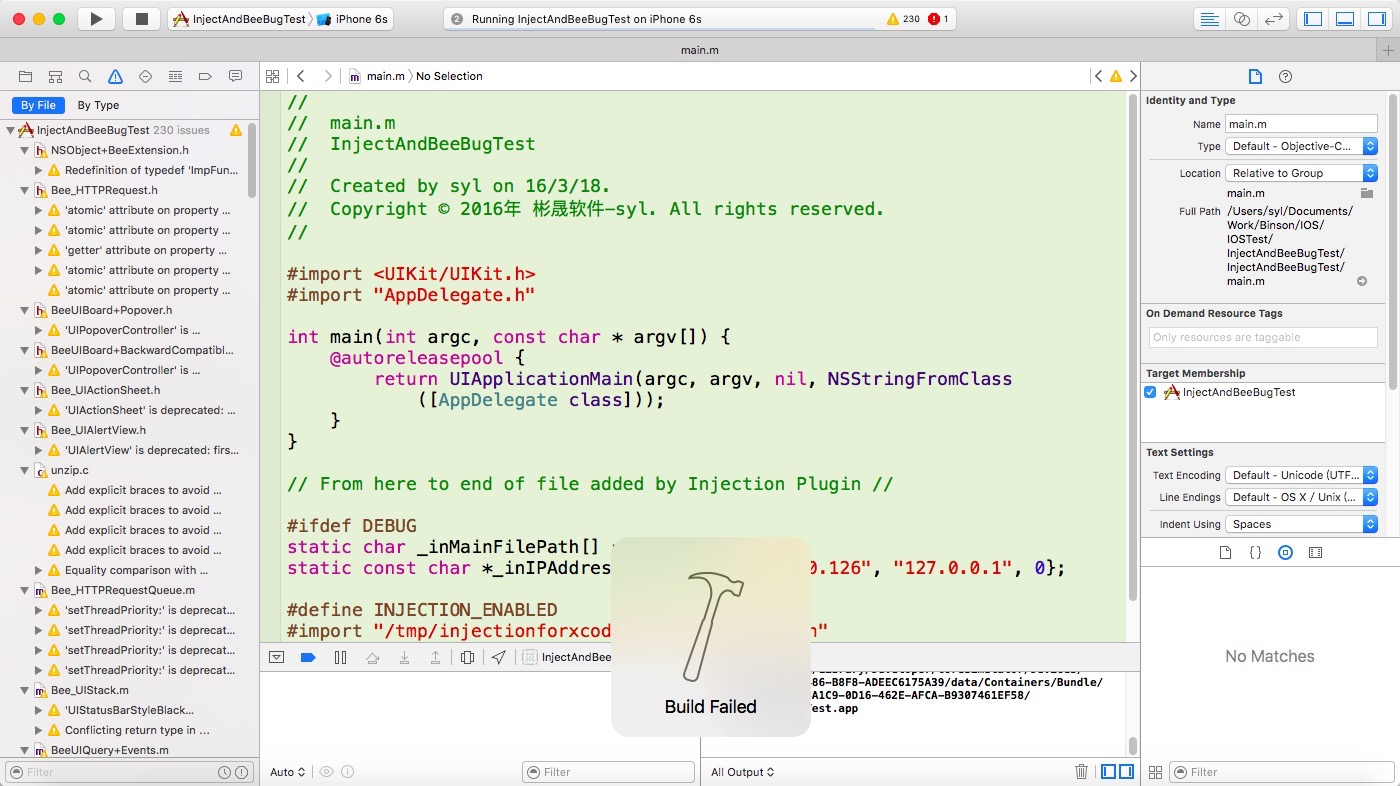 InjectAndBeeBugTest
iPhone 6s
2
Running InjectAndBeeBugTest on iPhone 6s
230
1
main.m
main.m
No Selection
By File
By Type
InjectAndBeeBugTest 230 issues
NSObject+BeeExtension.h
Redefinition of typedef 'ImpFun...
Bee_HTTPRequest.h
'atomic' attribute on property ...
'atomic' attribute on property ...
'getter' attribute on property ...
'atomic' attribute on property ...
'atomic' attribute on property ...
BeeUIBoard+Popover.h
'UIPopoverController' is ...
BeeUIBoard+BackwardCompatibl...
'UIPopoverController' is ...
Bee_UIActionSheet.h
'UIActionSheet' is deprecated: ...
Bee_UIAlertView.h
'UIAlertView' is deprecated: firs...
unzip.c
Add explicit braces to avoid ...
Add explicit braces to avoid ...
Add explicit braces to avoid ...
Add explicit braces to avoid ...
Equality comparison with ...
Bee_HTTPRequestQueue.m
'setThreadPriority:' is deprecat...
'setThreadPriority:' is deprecat...
'setThreadPriority:' is deprecat...
'setThreadPriority:' is deprecat...
Bee_UIStack.m
'UIStatusBarStyleBlack...
Conflicting return type in ...
BeeUIQuery+Events.m
Filter
//
//  main.m
//  InjectAndBeeBugTest
//
//  Created by syl on 16/3/18.
//  Copyright © 2016年 彬晟软件-syl. All rights reserved.
//
#import <UIKit/UIKit.h>
#import "AppDelegate.h"
int main(int argc, const char * argv[]) {
@autoreleasepool {
return UIApplicationMain(argc, argv, nil, NSStringFromClass
([AppDelegate class]));
}
}
// From here to end of file added by Injection Plugin //
#ifdef DEBUG
static char _inMainFilePath[]
static const char *_inIPAddres 0.126", "127.0.0.1", 0};
#define INJECTION_ENABLED
#import "/tmp/injectionforxcod "
Build Failed
InjectAndBee
86-B8F8-ADEEC6175A39/data/Containers/Bundle/
A1C9-0D16-462E-AFCA-B9307461EF58/
est.app
Auto
Filter
All Output
Identity and Type
Name main.m
Type Default - Objective-C...
Location Relative to Group
main.m
Full Path /Users/syl/Documents/
Work/Binson/IOS/
IOSTest/
InjectAndBeeBugTest/
InjectAndBeeBugTest/
main.m
On Demand Resource Tags
Only resources are taggable
Target Membership
InjectAndBeeBugTest
Text Settings
Text Encoding Default - Unicode (UTF...
Line Endings Default - OS X / Unix (...
Indent Using Spaces
No Matches
Filter